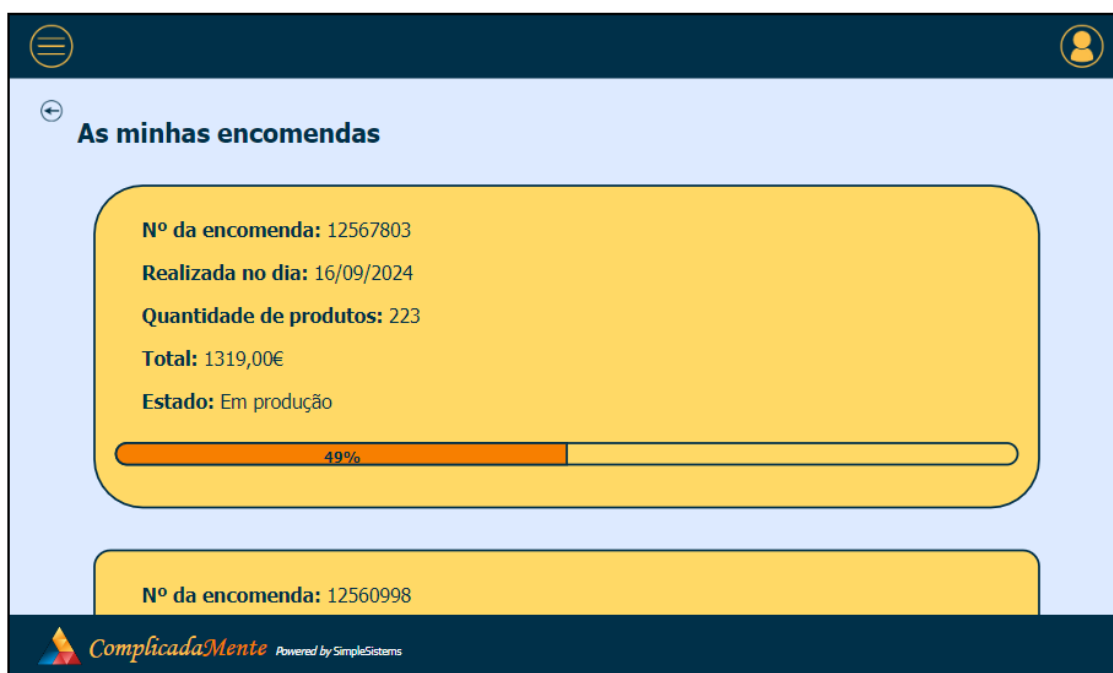 As minhas encomendas
Nº da encomenda: 12567803
Realizada no dia: 16/09/2024
Quantidade de produtos: 223
Total: 1319,00€
Estado: Em produção
49%
Nº da encomenda: 12560998
ComplicadaMente Powered by SimpleSistems